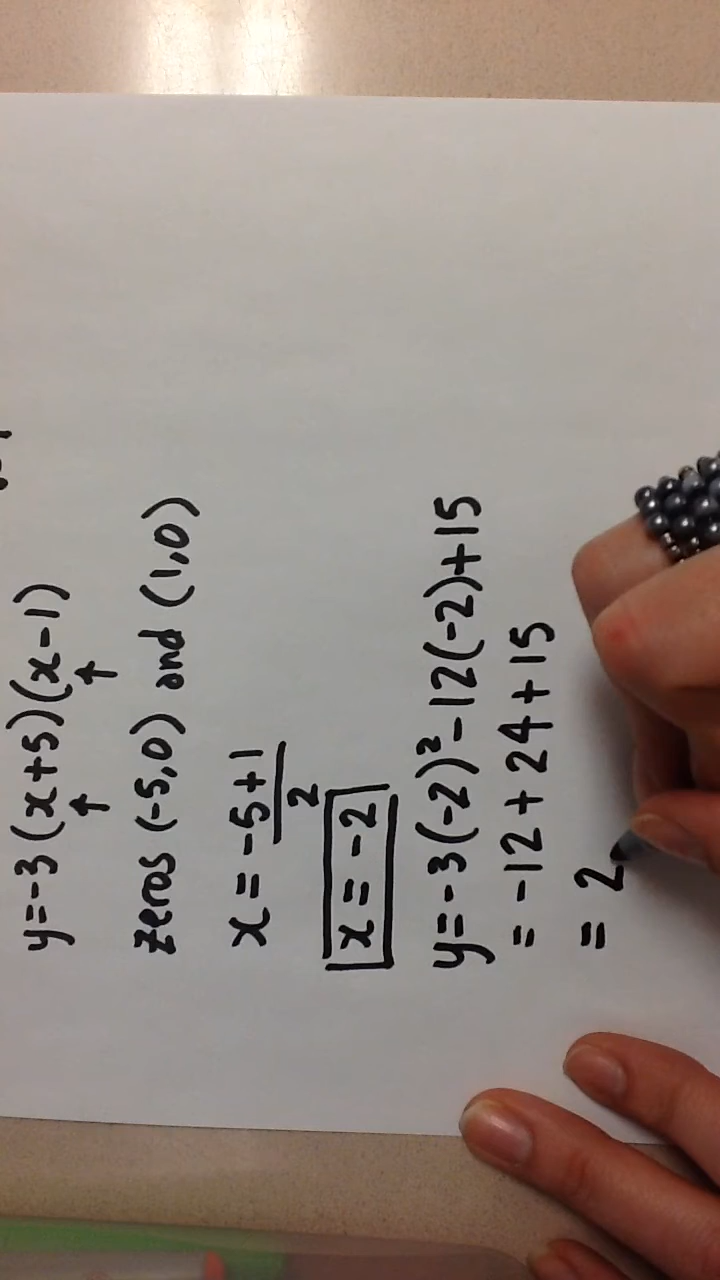 y=-3(x+5)(x-1)
zeros (-5,0) and (1,0)
x = -5+1
2
x = -2
y=-3(-2)²-12(-2)+15
= -12+24+15
= 2